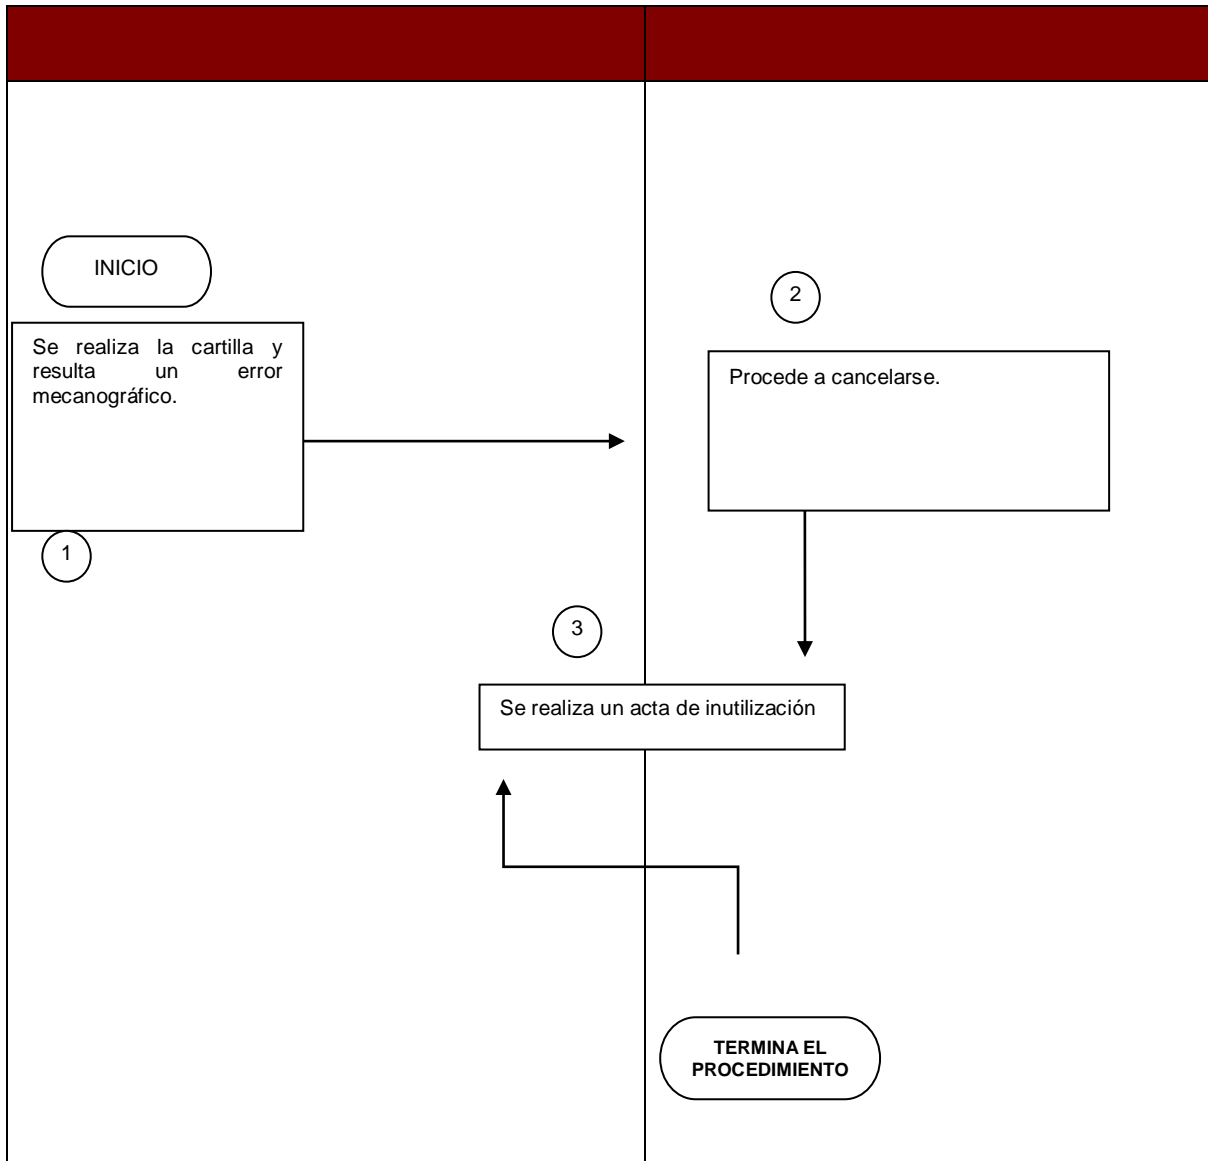 INICIO
Se realiza la cartilla y
resulta un error
mecanográfico.
1
2
Procede a cancelarse.
3
Se realiza un acta de inutilización
TERMINA EL
PROCEDIMIENTO